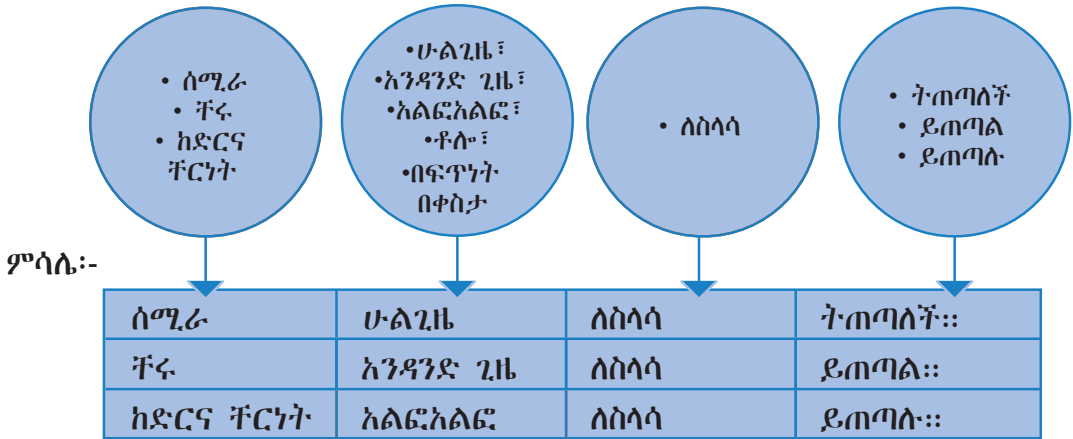 • ሰሚራ
• ቸሩ
• ከድርና
ቸርነት
•ሁልጊዜ፣
•አንዳንድ ጊዜ፣
•አልፎአልፎ፣
•ቶሎ፣
•በፍጥነት
በቀስታ
• ለስላሳ
• ትጠጣለች
• ይጠጣል
• ይጠጣሉ
ምሳሌ፡-
ሰሚራ ሁልጊዜ ለስላሳ ትጠጣለች።
ቸሩ አንዳንድ ጊዜ ለስላሳ ይጠጣል።
ከድርና ቸርነት አልፎአልፎ ለስላሳ ይጠጣሉ።